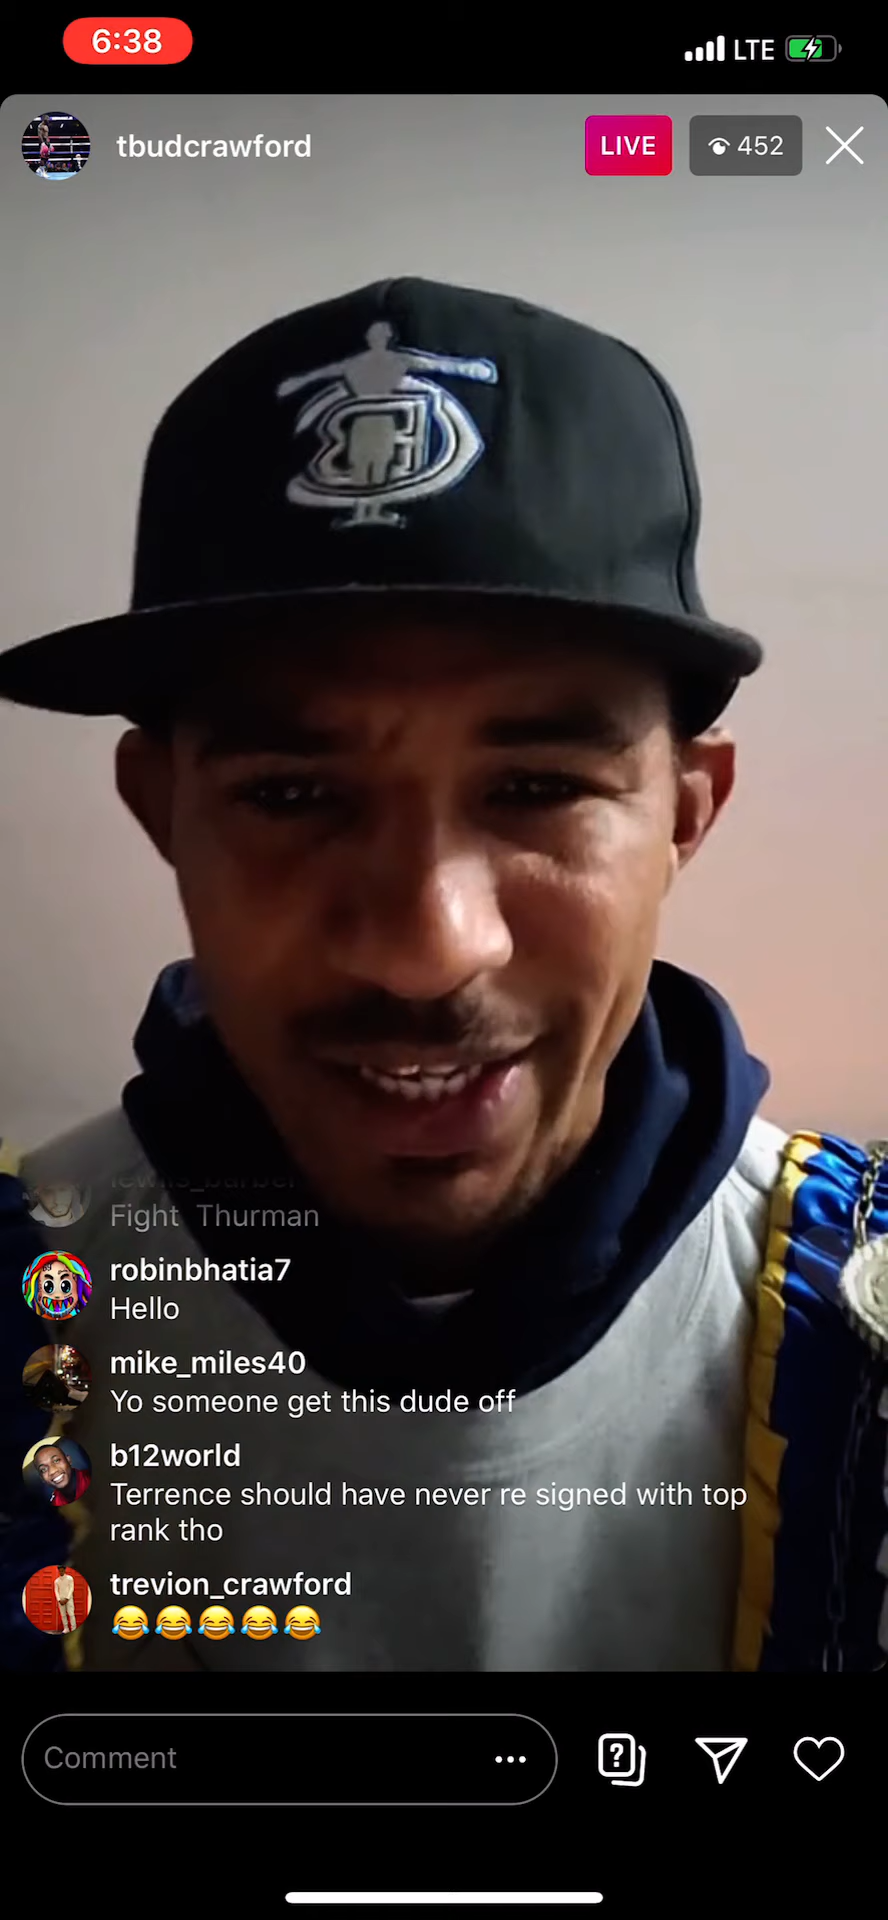 6:38
LTE
tbudcrawford
LIVE
452
lewis_barber
Fight Thurman
robinbhatia7
Hello
mike_miles40
Yo someone get this dude off
b12world
Terrence should have never re signed with top
rank tho
trevion_crawford
😂😂😂😂😂
Comment